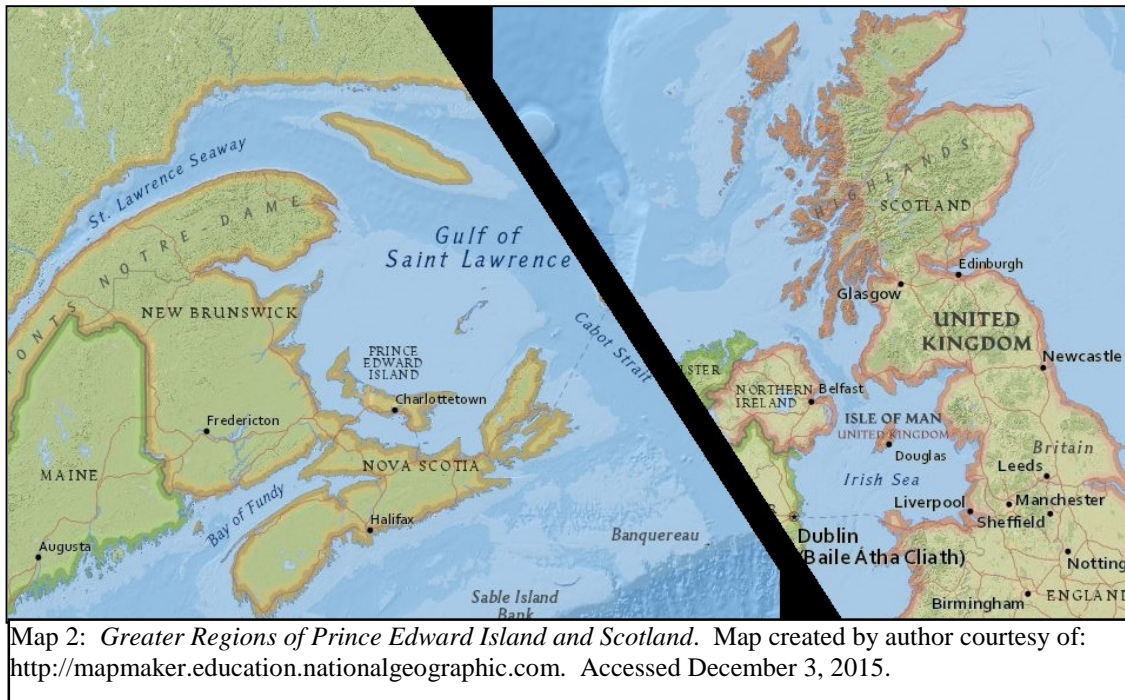 St. Lawrence Seaway
MONTS NOTRE-DAME
Gulf of
Saint Lawrence
NEW BRUNSWICK
PRINCE
EDWARD
ISLAND
Charlottetown
Cabot Strait
Fredericton
MAINE
NOVA SCOTIA
Bay of Fundy
Halifax
Augusta
Banquereau
Sable Island
Bank
HIGHLANDS
SCOTLAND
Edinburgh
Glasgow
UNITED
KINGDOM
Newcastle
NORTHERN
IRELAND
Belfast
ISLE OF MAN
UNITED KINGDOM
Douglas
Britain
Irish Sea
Leeds
Liverpool
Manchester
Sheffield
Dublin
(Baile Átha Cliath)
Notting
Birmingham
ENGLAND
Map 2: Greater Regions of Prince Edward Island and Scotland. Map created by author courtesy of:
http://mapmaker.education.nationalgeographic.com. Accessed December 3, 2015.